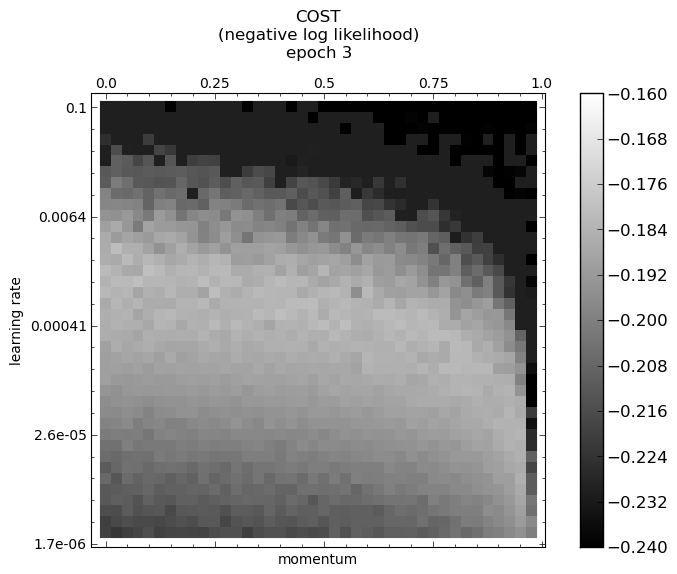 COST
(negative log likelihood)
epoch 3
0.0 0.25 0.5 0.75 1.0
0.1
0.0064
0.00041
2.6e-05
1.7e-06
learning rate
momentum
−0.160
−0.168
−0.176
−0.184
−0.192
−0.200
−0.208
−0.216
−0.224
−0.232
−0.240